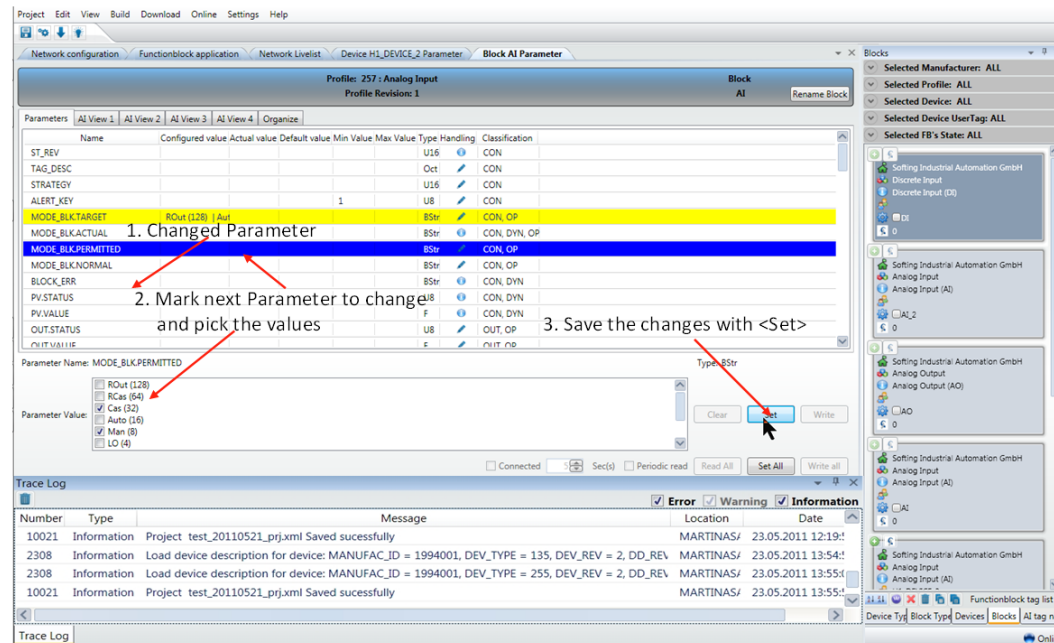 Project Edit View Build Download Online Settings Help
Network configuration Functionblock application Network Livelist Device H1_DEVICE_2 Parameter Block AI Parameter
Profile: 257 : Analog Input Block
Profile Revision: 1 AI Rename Block
Parameters AI View 1 AI View 2 AI View 3 AI View 4 Organize
Name Configured value Actual value Default value Min Value Max Value Type Handling Classification
ST_REV U16 CON
TAG_DESC Oct CON
STRATEGY U16 CON
ALERT_KEY 1 U8 CON
MODE_BLK.TARGET ROut (128) | Aut BStr CON, OP
MODE_BLK.ACTUAL BStr CON, DYN, OP
1. Changed Parameter
MODE_BLK.PERMITTED BStr CON, OP
MODE_BLK.NORMAL BStr CON, OP
BLOCK_ERR BStr CON, DYN
PV.STATUS U8 CON, DYN
2. Mark next Parameter to change
PV.VALUE F CON, DYN
and pick the values
OUT.STATUS U8 OUT, OP
3. Save the changes with <Set>
OUT.VALUE F OUT, OP
Parameter Name: MODE_BLK.PERMITTED Type: BStr
Parameter Value:
ROut (128)
RCas (64)
Cas (32)
Auto (16)
Man (8)
LO (4)
Clear Set Write
Connected 5 Sec(s) Periodic read Read All Set All Write all
Trace Log
Error Warning Information
Number Type Message Location Date
10021 Information Project test_20110521_prj.xml Saved sucessfully MARTINASA 23.05.2011 12:19:
2308 Information Load device description for device: MANUFAC_ID = 1994001, DEV_TYPE = 135, DEV_REV = 2, DD_REV MARTINASA 23.05.2011 13:54:
2308 Information Load device description for device: MANUFAC_ID = 1994001, DEV_TYPE = 255, DEV_REV = 2, DD_REV MARTINASA 23.05.2011 13:55:
10021 Information Project test_20110521_prj.xml Saved sucessfully MARTINASA 23.05.2011 13:55:
Trace Log
Blocks
Selected Manufacturer: ALL
Selected Profile: ALL
Selected Device: ALL
Selected Device UserTag: ALL
Selected FB's State: ALL
Softing Industrial Automation GmbH
Discrete Input
Discrete Input (DI)
DI
0
Softing Industrial Automation GmbH
Analog Input
Analog Input (AI)
AI_2
0
Softing Industrial Automation GmbH
Analog Output
Analog Output (AO)
AO
0
Softing Industrial Automation GmbH
Analog Input
Analog Input (AI)
AI
0
Softing Industrial Automation GmbH
Analog Input
Analog Input (AI)
Functionblock tag list
Device Typ Block Type Devices Blocks AI tag n
Onli